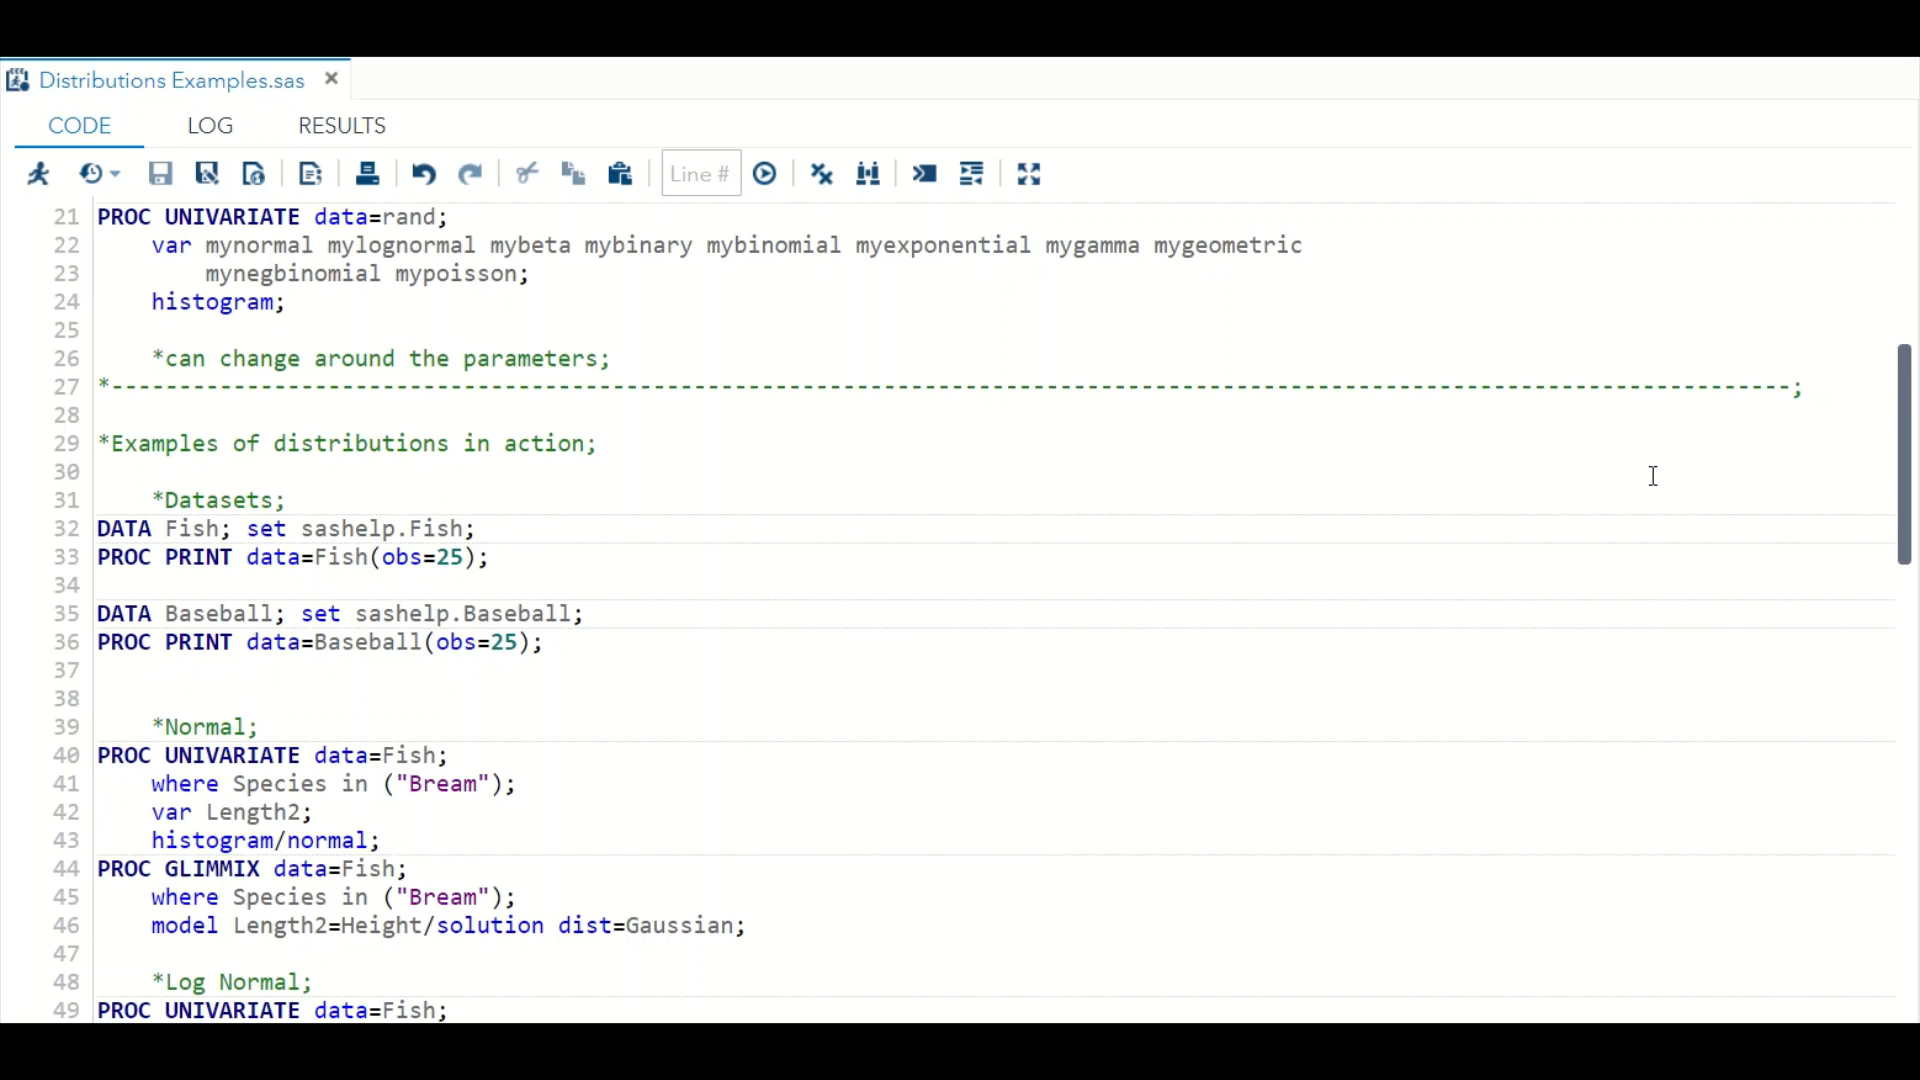 Distributions Examples.sas
CODE LOG RESULTS
Line #
21 PROC UNIVARIATE data=rand;
22 var mynormal mylognormal mybeta mybinary mybinomial myexponential mygamma mygeometric
23 mynegbinomial mypoisson;
24 histogram;
25
26 *can change around the parameters;
27 *----------------------------------------------------------------------------------------------------------------------------;
28
29 *Examples of distributions in action;
30
31 *Datasets;
32 DATA Fish; set sashelp.Fish;
33 PROC PRINT data=Fish(obs=25);
34
35 DATA Baseball; set sashelp.Baseball;
36 PROC PRINT data=Baseball(obs=25);
37
38
39 *Normal;
40 PROC UNIVARIATE data=Fish;
41 where Species in ("Bream");
42 var Length2;
43 histogram/normal;
44 PROC GLIMMIX data=Fish;
45 where Species in ("Bream");
46 model Length2=Height/solution dist=Gaussian;
47
48 *Log Normal;
49 PROC UNIVARIATE data=Fish;